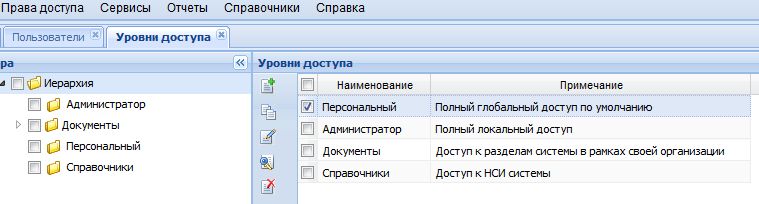 Права доступа Сервисы Отчеты Справочники Справка
Пользователи Уровни доступа
ра Уровни доступа
Иерархия
Администратор
Документы
Персональный
Справочники
Наименование Примечание
Персональный Полный глобальный доступ по умолчанию
Администратор Полный локальный доступ
Документы Доступ к разделам системы в рамках своей организации
Справочники Доступ к НСИ системы